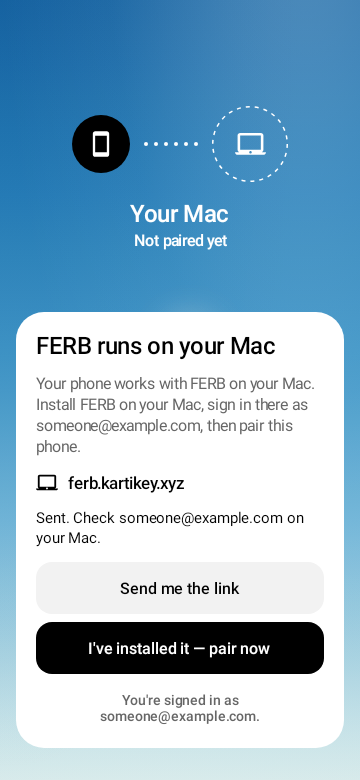 Your Mac
Not paired yet
FERB runs on your Mac
Your phone works with FERB on your Mac.
Install FERB on your Mac, sign in there as
someone@example.com, then pair this
phone.
ferb.kartikey.xyz
Sent. Check someone@example.com on
your Mac.
Send me the link
I've installed it — pair now
You're signed in as
someone@example.com.